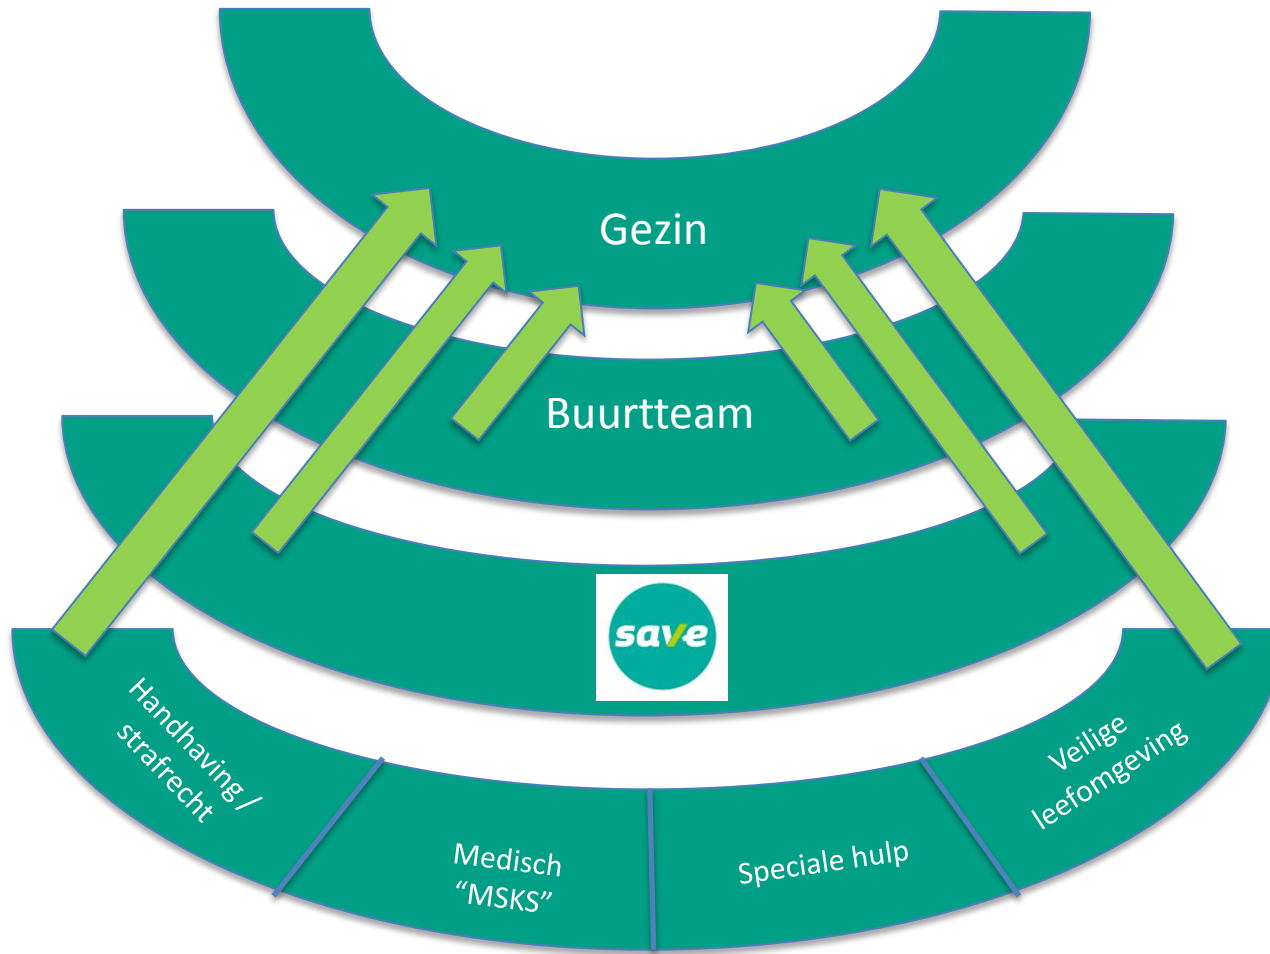 Gezin
Buurtteam
save
Handhaving /
strafrecht
Medisch
“MSKS”
Speciale hulp
Veilige
leefomgeving